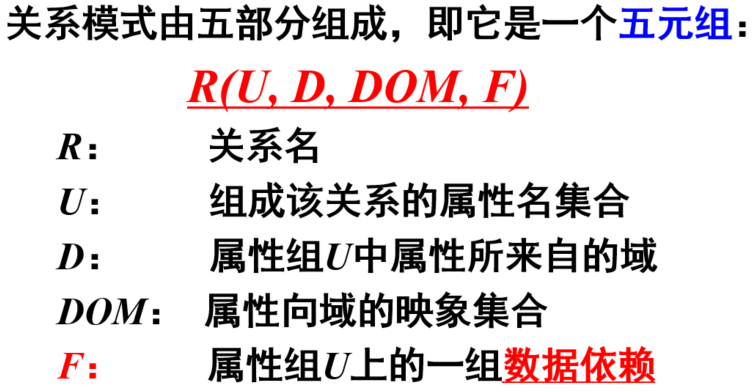 关系模式由五部分组成，即它是一个五元组：
R(U, D, DOM, F)
R： 关系名
U： 组成该关系的属性名集合
D： 属性组U中属性所来自的域
DOM： 属性向域的映象集合
F： 属性组U上的一组数据依赖